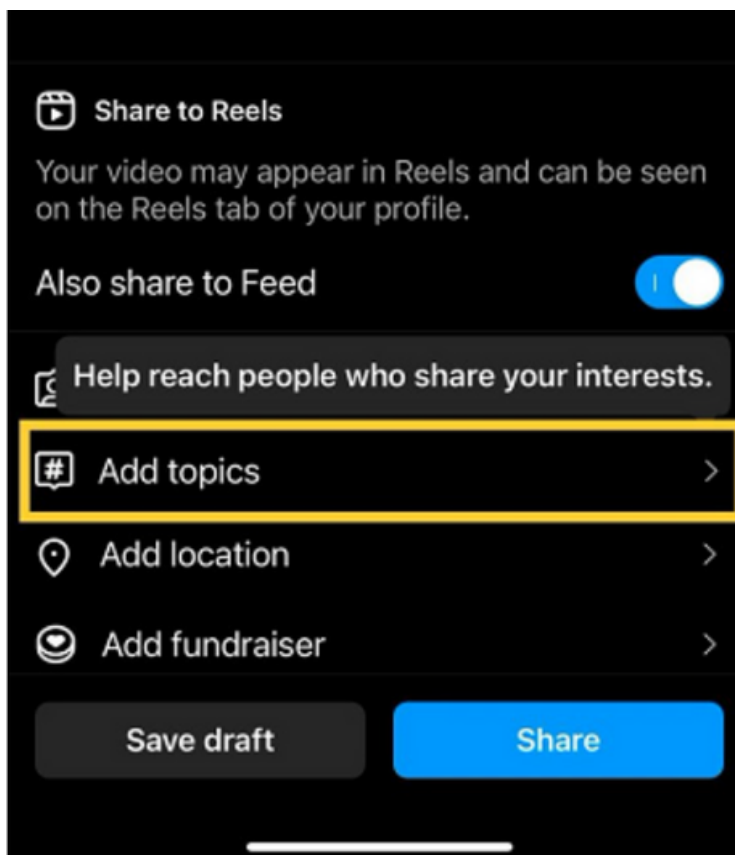 Share to Reels
Your video may appear in Reels and can be seen
on the Reels tab of your profile.
Also share to Feed
Help reach people who share your interests.
# Add topics
Add location
Add fundraiser
Save draft
Share